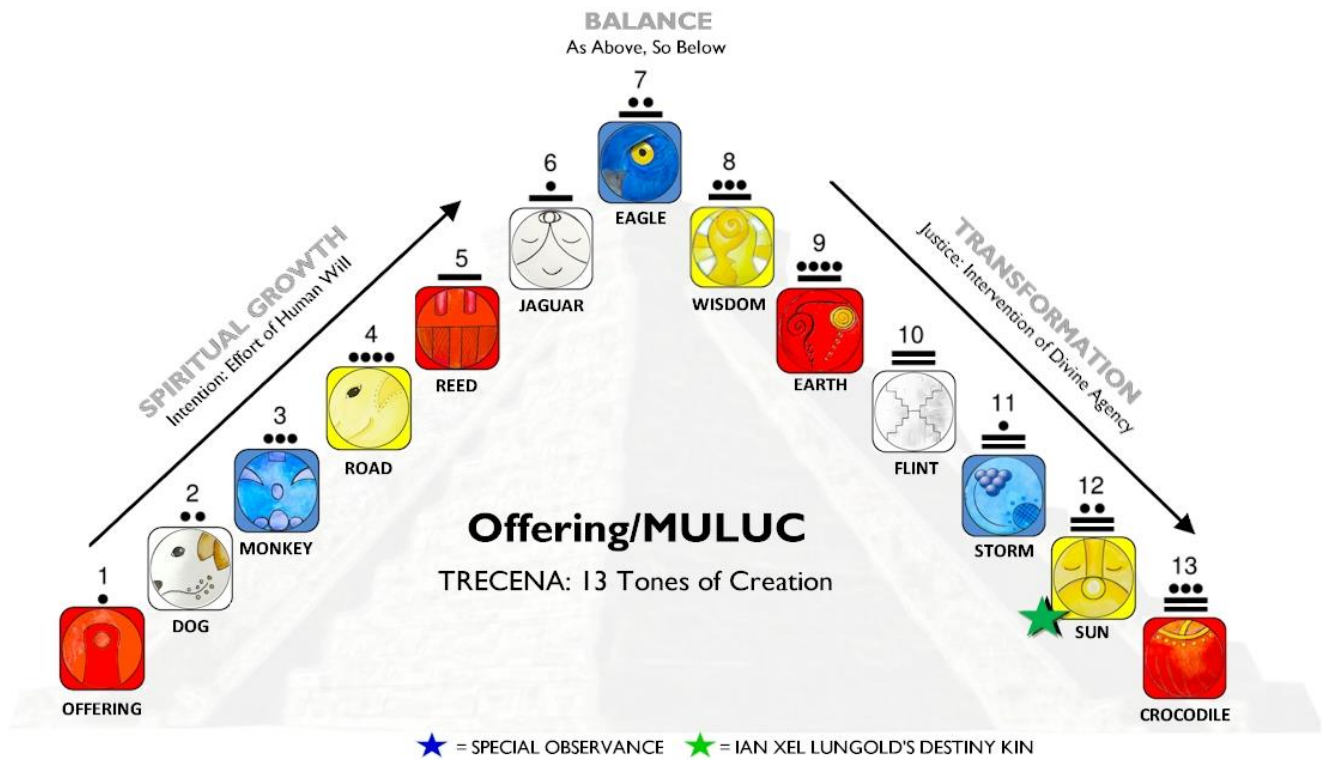 BALANCE
As Above, So Below
7
EAGLE
6
JAGUAR
8
WISDOM
5
REED
9
EARTH
4
ROAD
10
FLINT
3
MONKEY
11
STORM
2
DOG
12
SUN
1
OFFERING
13
CROCODILE
SPIRITUAL GROWTH
Intention: Effort of Human Will
TRANSFORMATION
Justice: Intervention of Divine Agency
Offering/MULUC
TRECENA: 13 Tones of Creation
= SPECIAL OBSERVANCE
= IAN XEL LUNGOLD'S DESTINY KIN